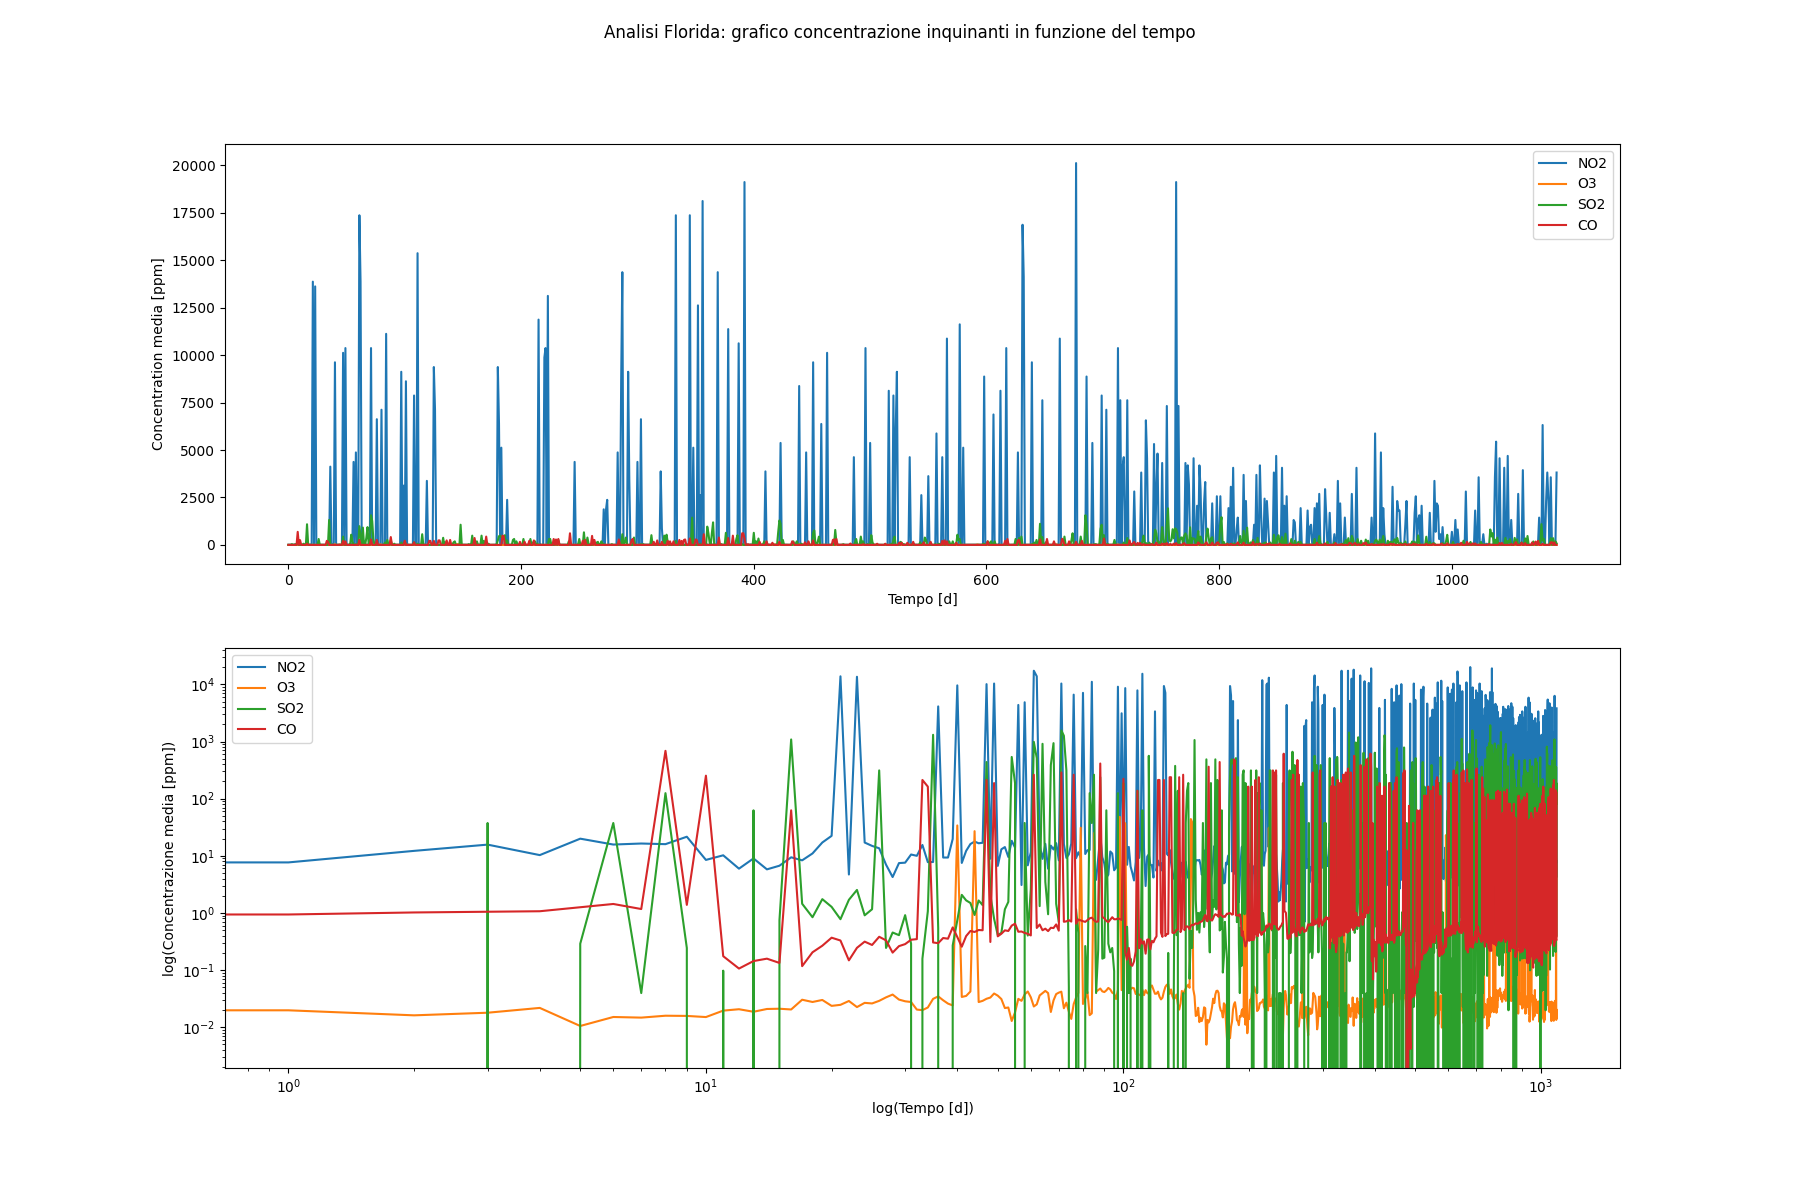 Analisi Florida: grafico concentrazione inquinanti in funzione del tempo
20000
17500
15000
12500
10000
7500
5000
2500
0
Concentration media [ppm]
NO2
O3
SO2
CO
0
200
400
600
800
1000
Tempo [d]
NO2
O3
SO2
CO
10⁴
10³
10²
10¹
10⁰
10⁻¹
10⁻²
log(Concentrazione media [ppm])
10⁰
10¹
10²
10³
log(Tempo [d])